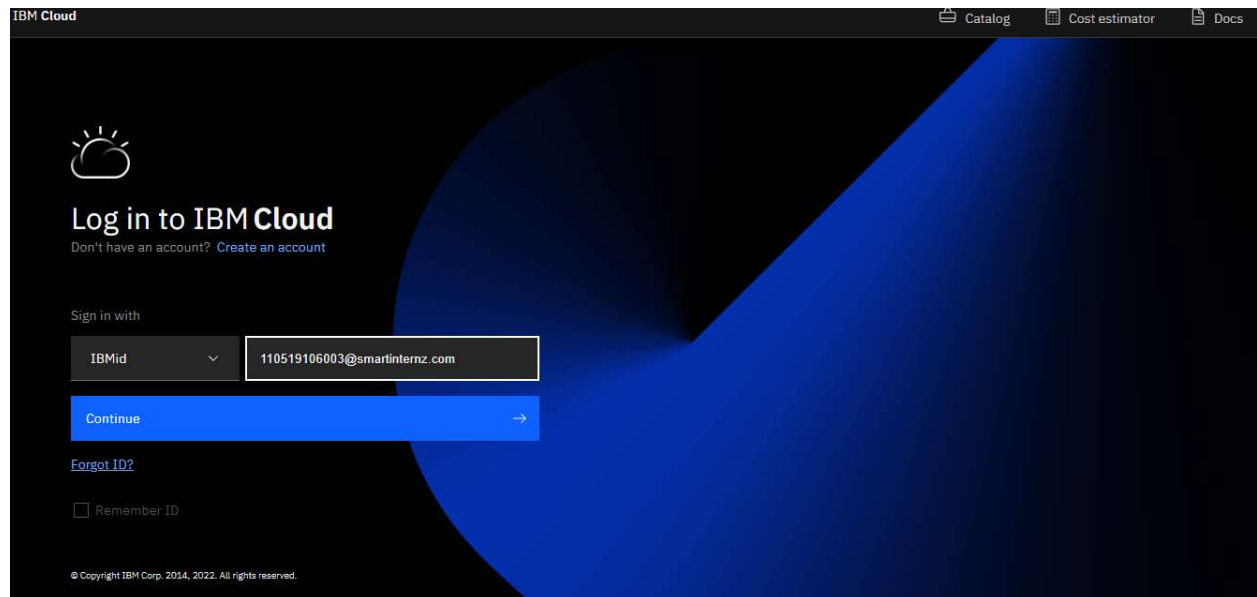 IBM Cloud Catalog Cost estimator Docs
Log in to IBM Cloud
Don't have an account? Create an account
Sign in with
IBMid 110519106003@smartinternz.com
Continue
Forgot ID?
Remember ID
© Copyright IBM Corp. 2014, 2022. All rights reserved.